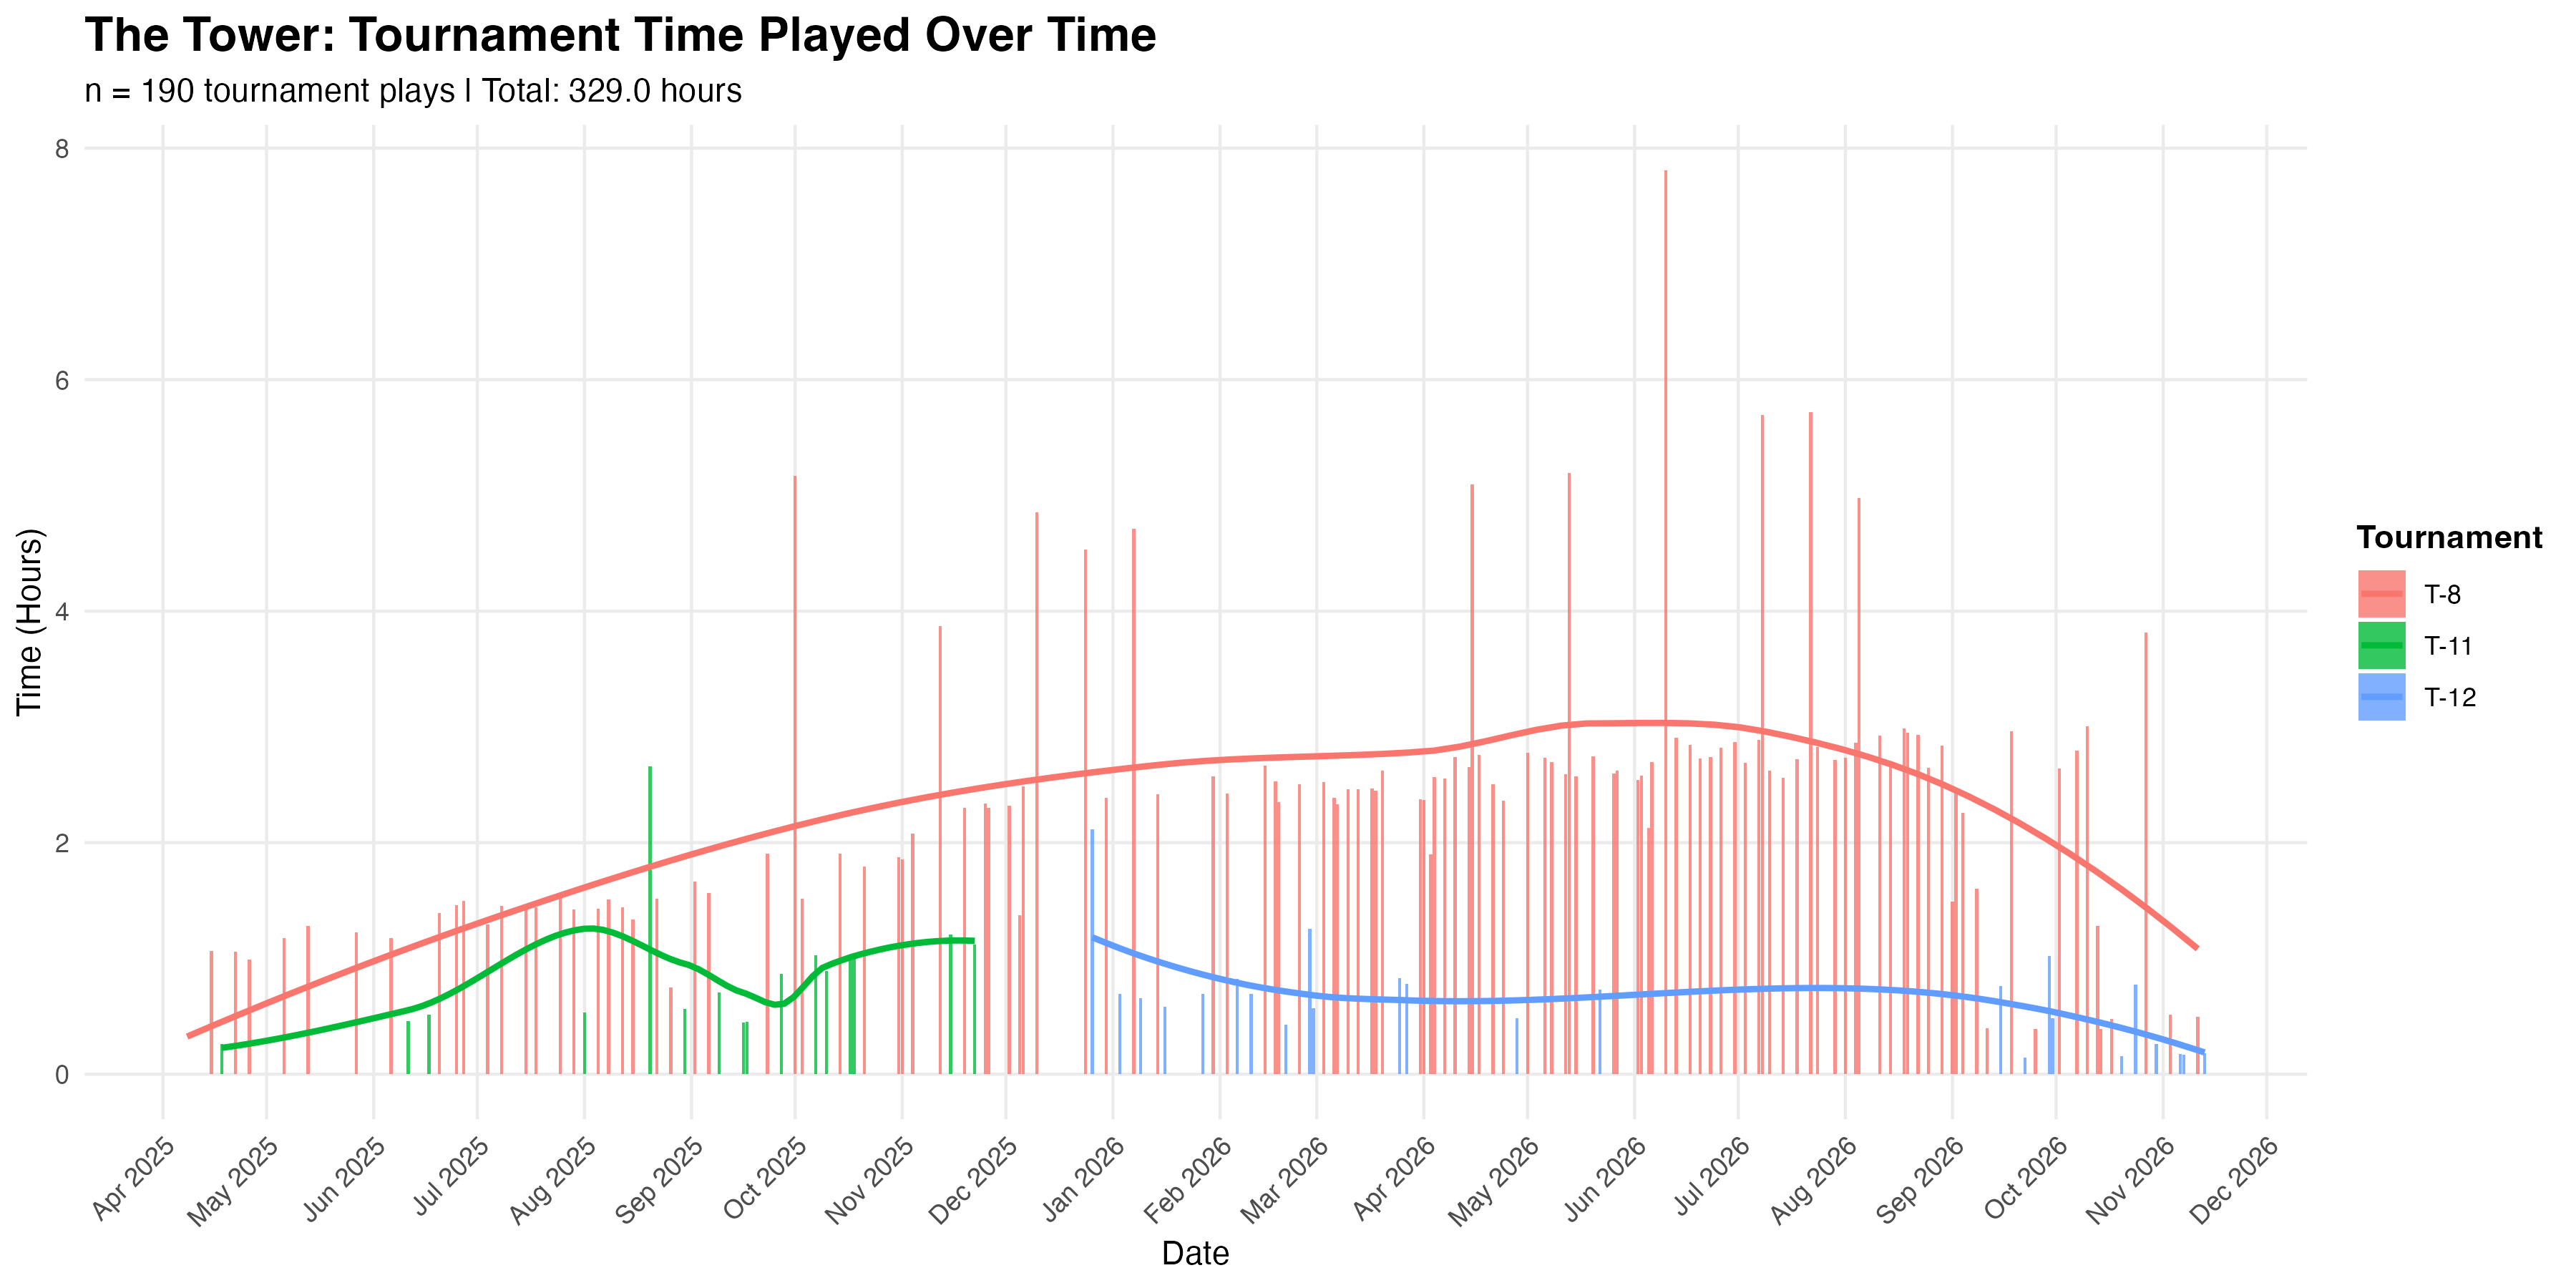 The Tower: Tournament Time Played Over Time
n = 190 tournament plays | Total: 329.0 hours
Time (Hours)
8
6
4
2
0
Apr 2025
May 2025
Jun 2025
Jul 2025
Aug 2025
Sep 2025
Oct 2025
Nov 2025
Dec 2025
Jan 2026
Feb 2026
Mar 2026
Apr 2026
May 2026
Jun 2026
Jul 2026
Aug 2026
Sep 2026
Oct 2026
Nov 2026
Dec 2026
Date
Tournament
T-8
T-11
T-12